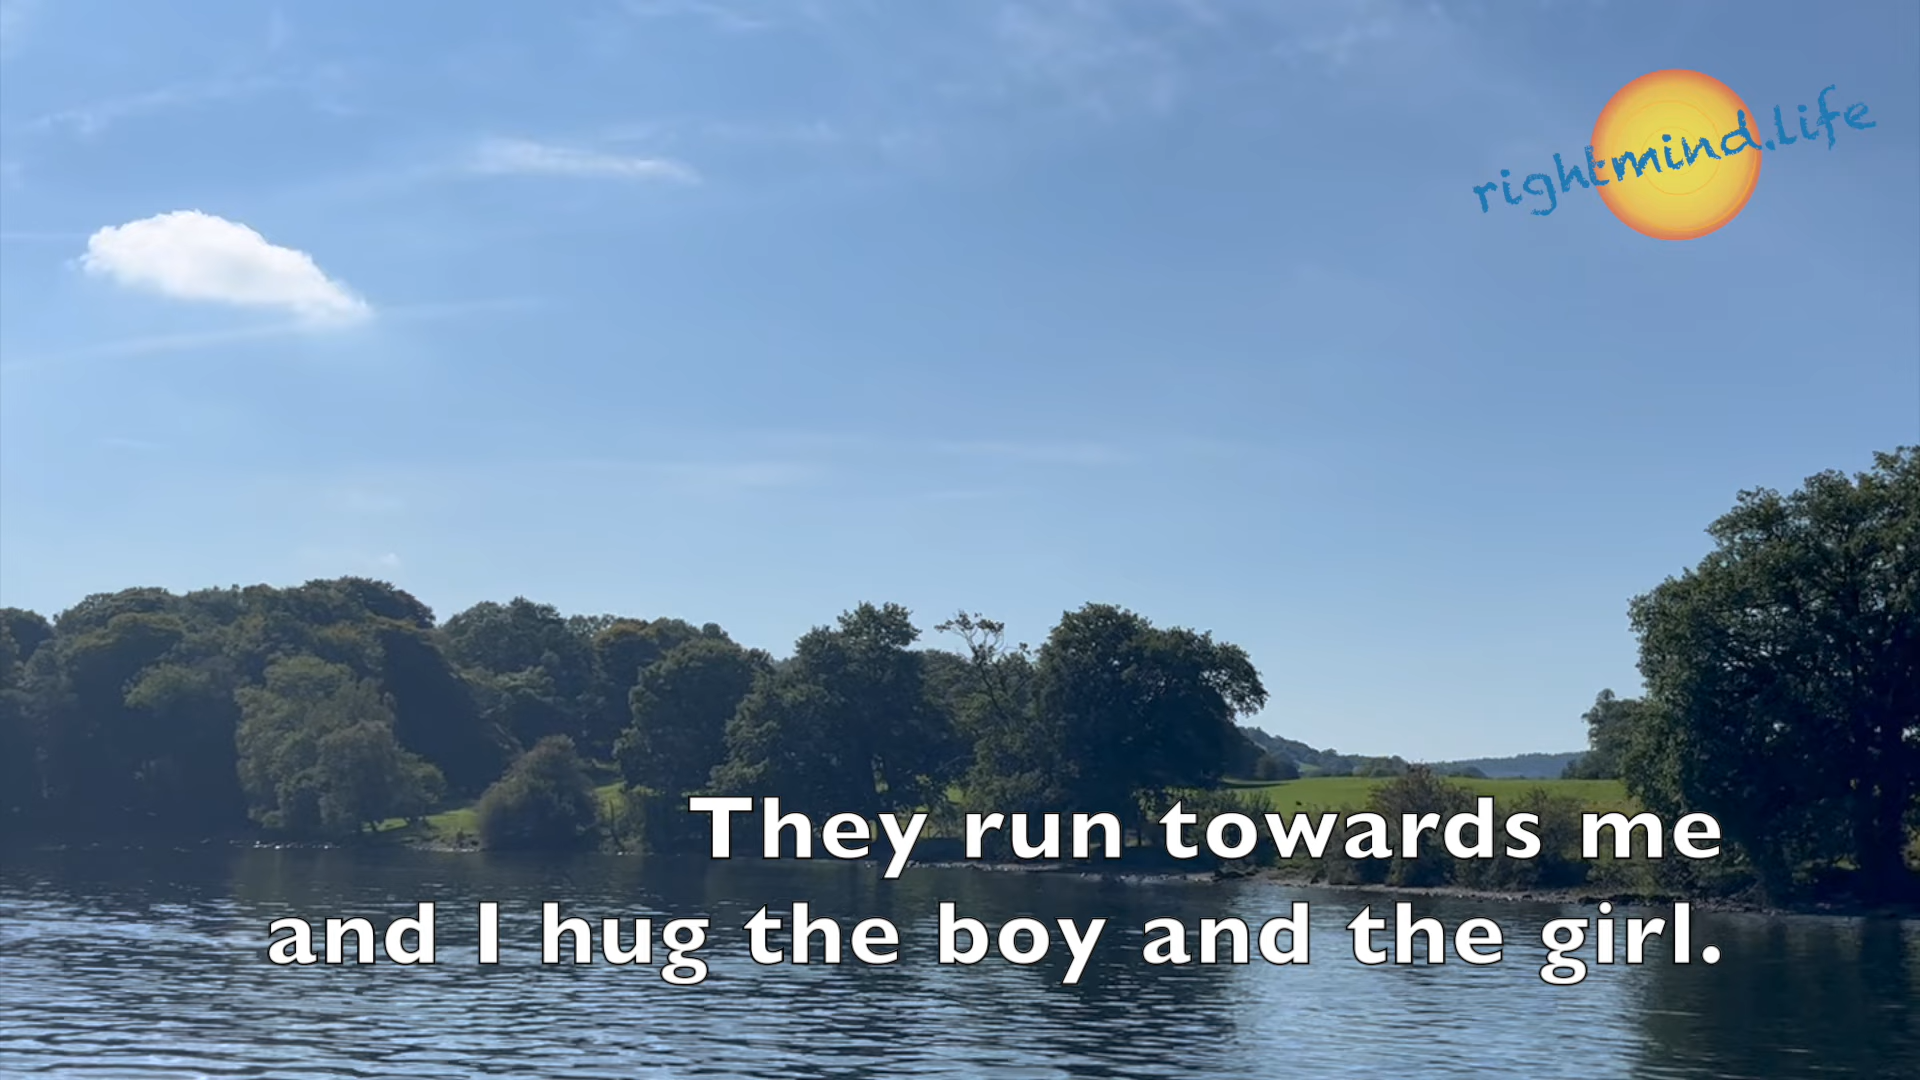 rightmind.life
They run towards me
and I hug the boy and the girl.